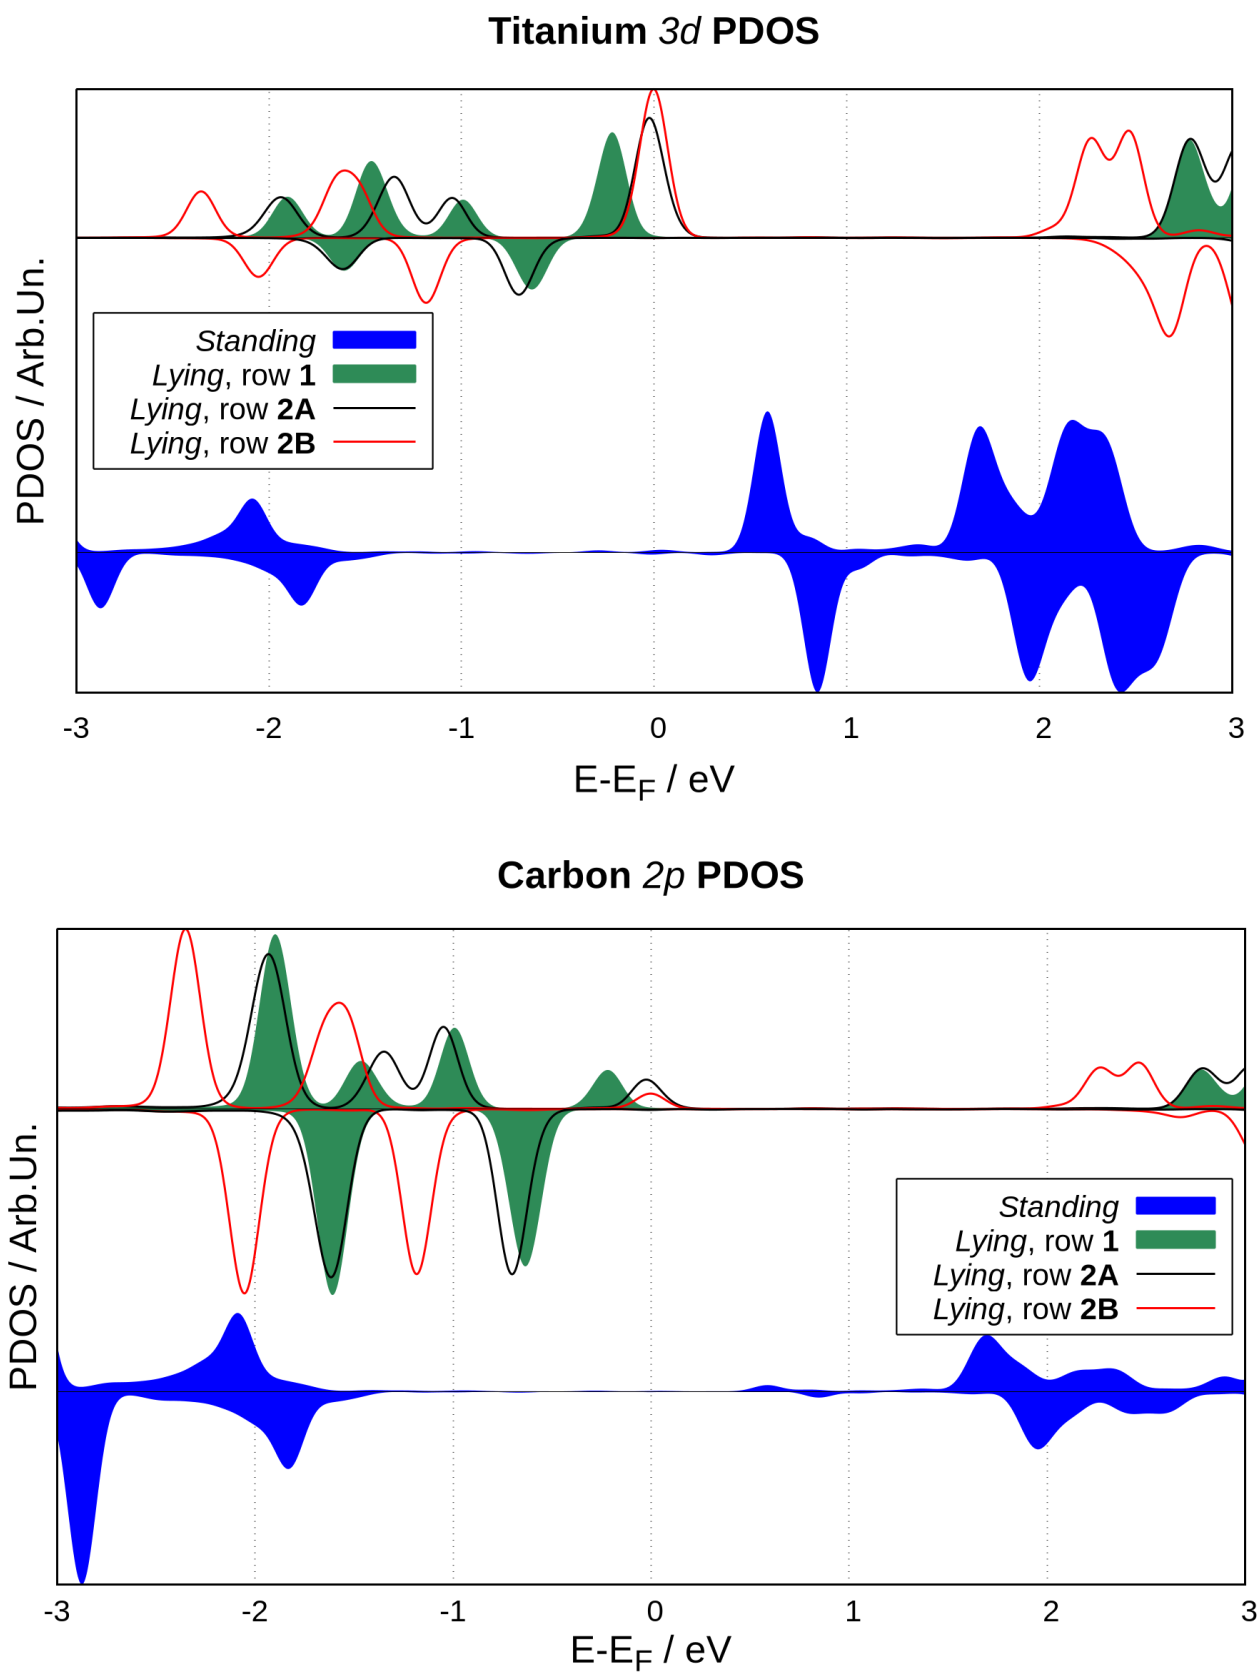 Titanium 3d PDOS
PDOS / Arb.Un.
Standing
Lying, row 1
Lying, row 2A
Lying, row 2B
-3 -2 -1 0 1 2 3
E-EF / eV
Carbon 2p PDOS
PDOS / Arb.Un.
Standing
Lying, row 1
Lying, row 2A
Lying, row 2B
-3 -2 -1 0 1 2 3
E-EF / eV